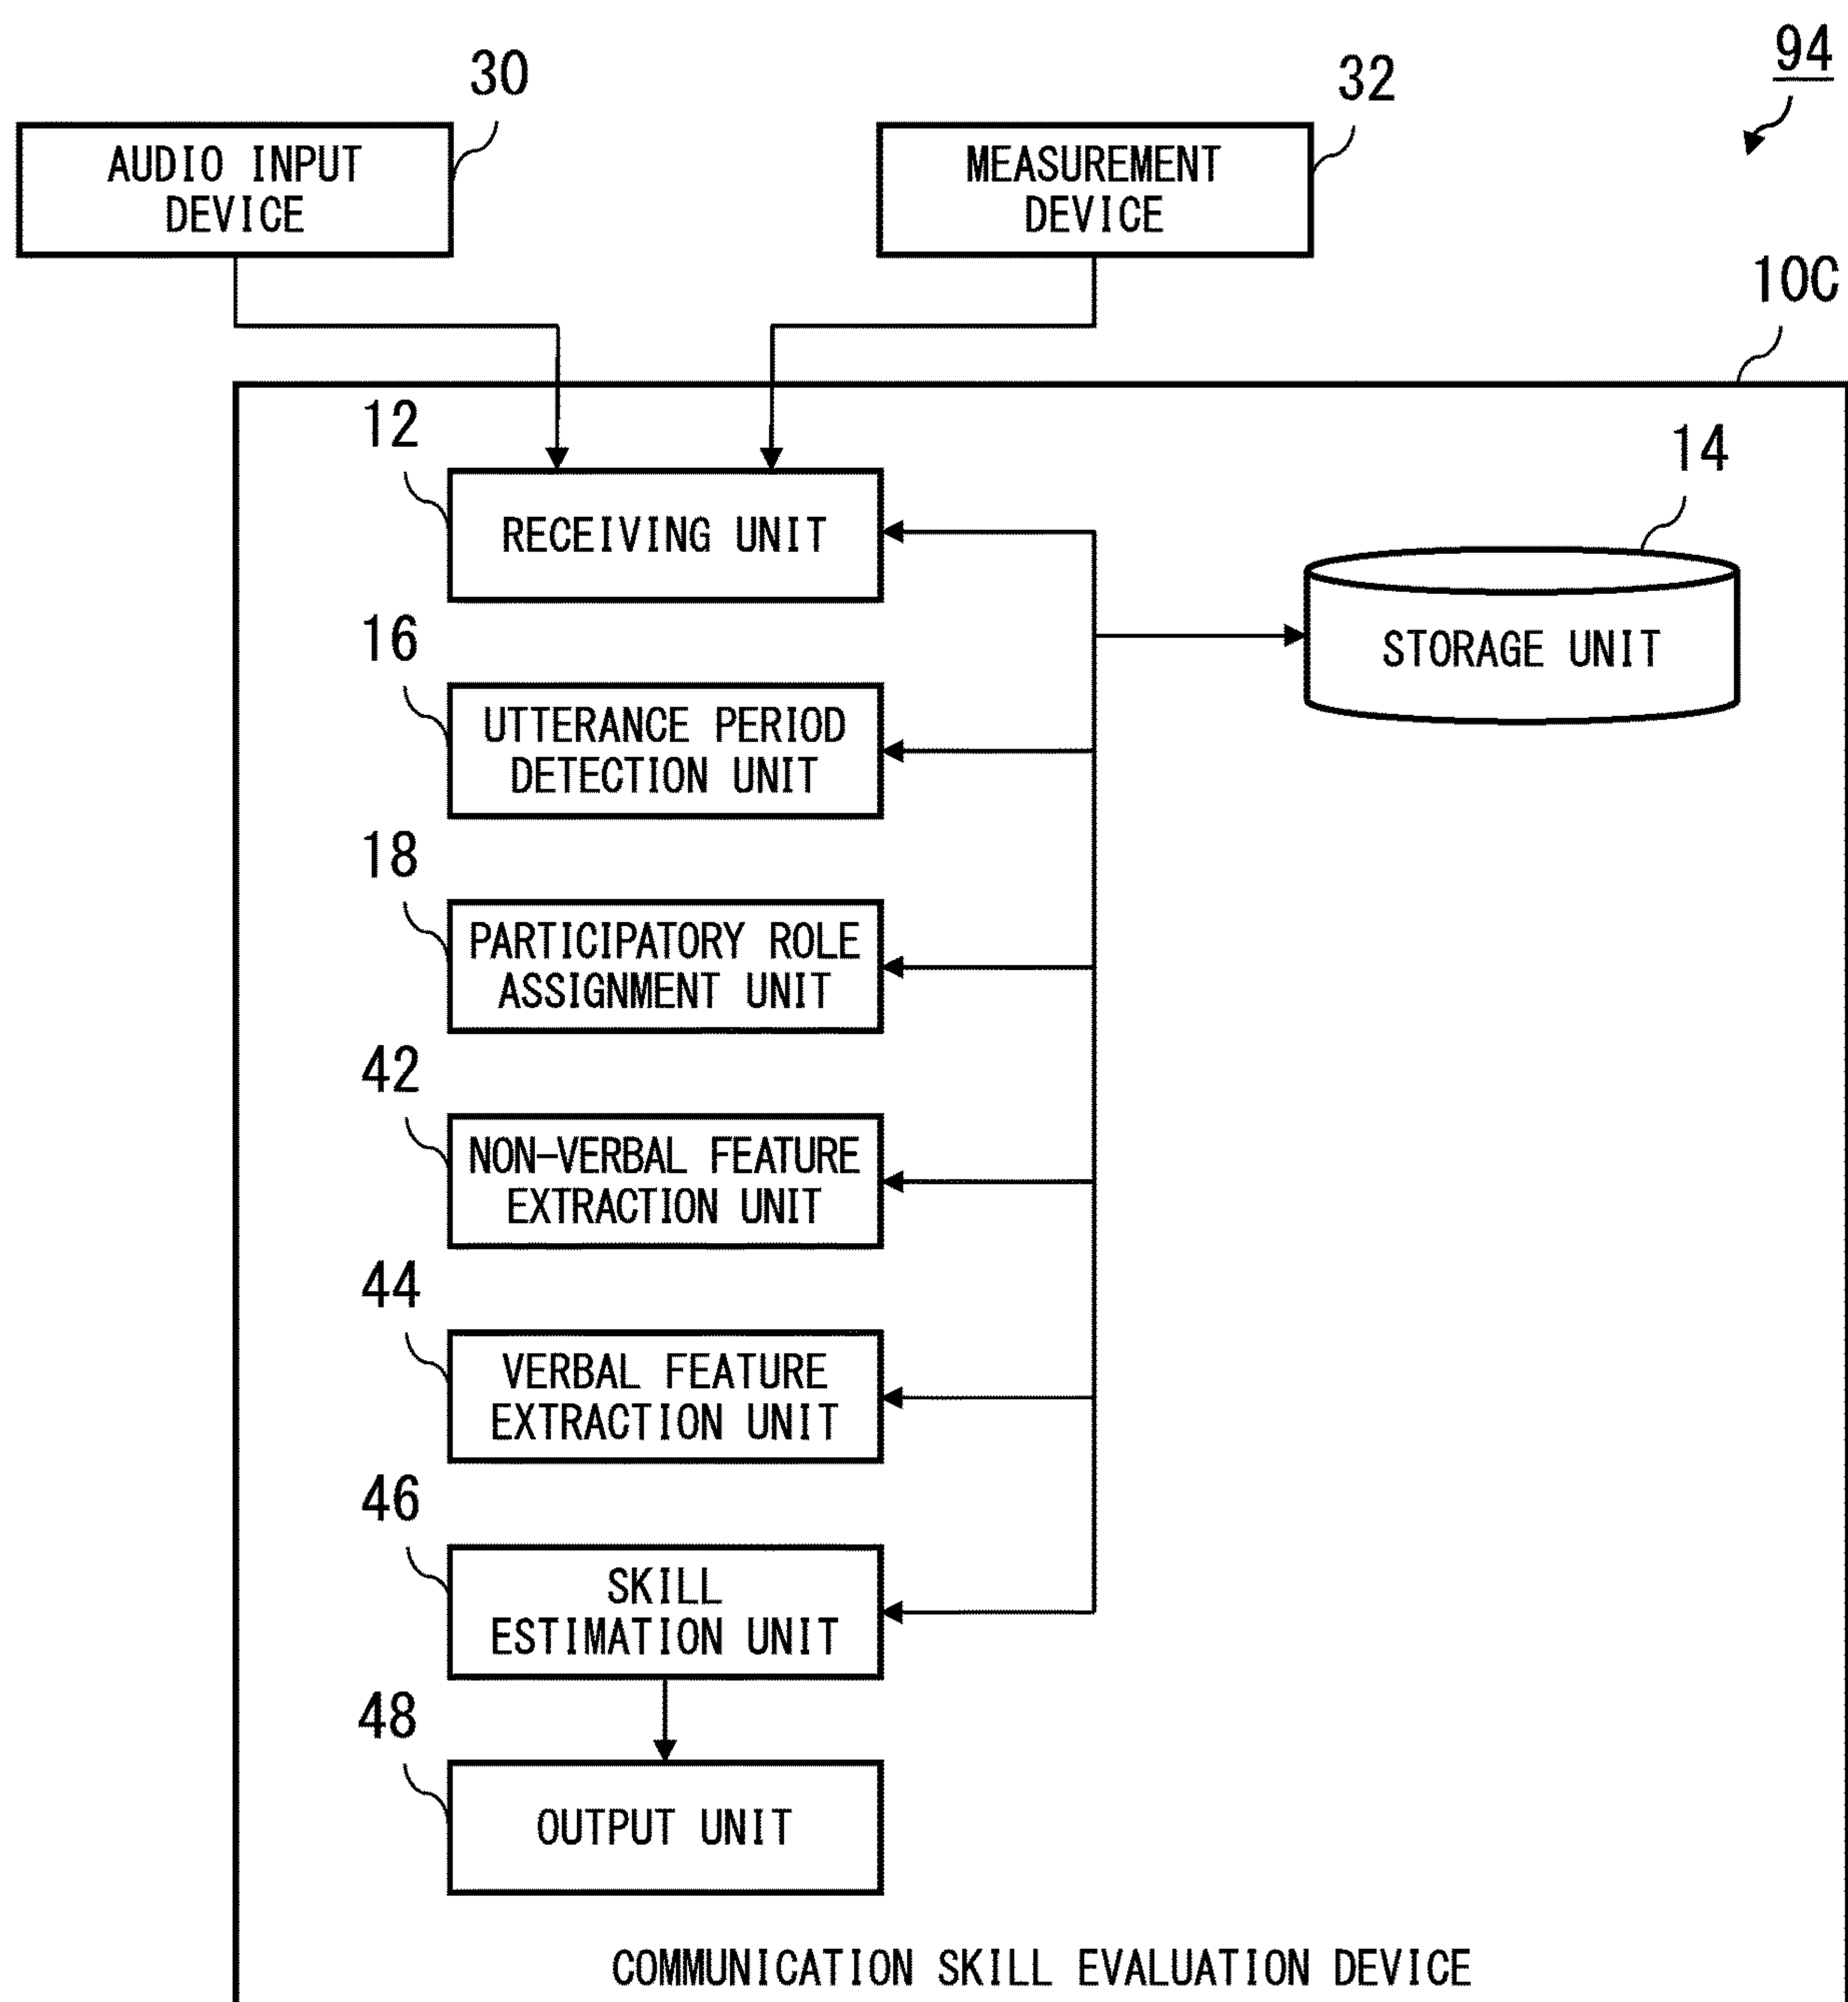 94
30
32
AUDIO INPUT
DEVICE
MEASUREMENT
DEVICE
10C
12
RECEIVING UNIT
14
STORAGE UNIT
16
UTTERANCE PERIOD
DETECTION UNIT
18
PARTICIPATORY ROLE
ASSIGNMENT UNIT
42
NON-VERBAL FEATURE
EXTRACTION UNIT
44
VERBAL FEATURE
EXTRACTION UNIT
46
SKILL
ESTIMATION UNIT
48
OUTPUT UNIT
COMMUNICATION SKILL EVALUATION DEVICE